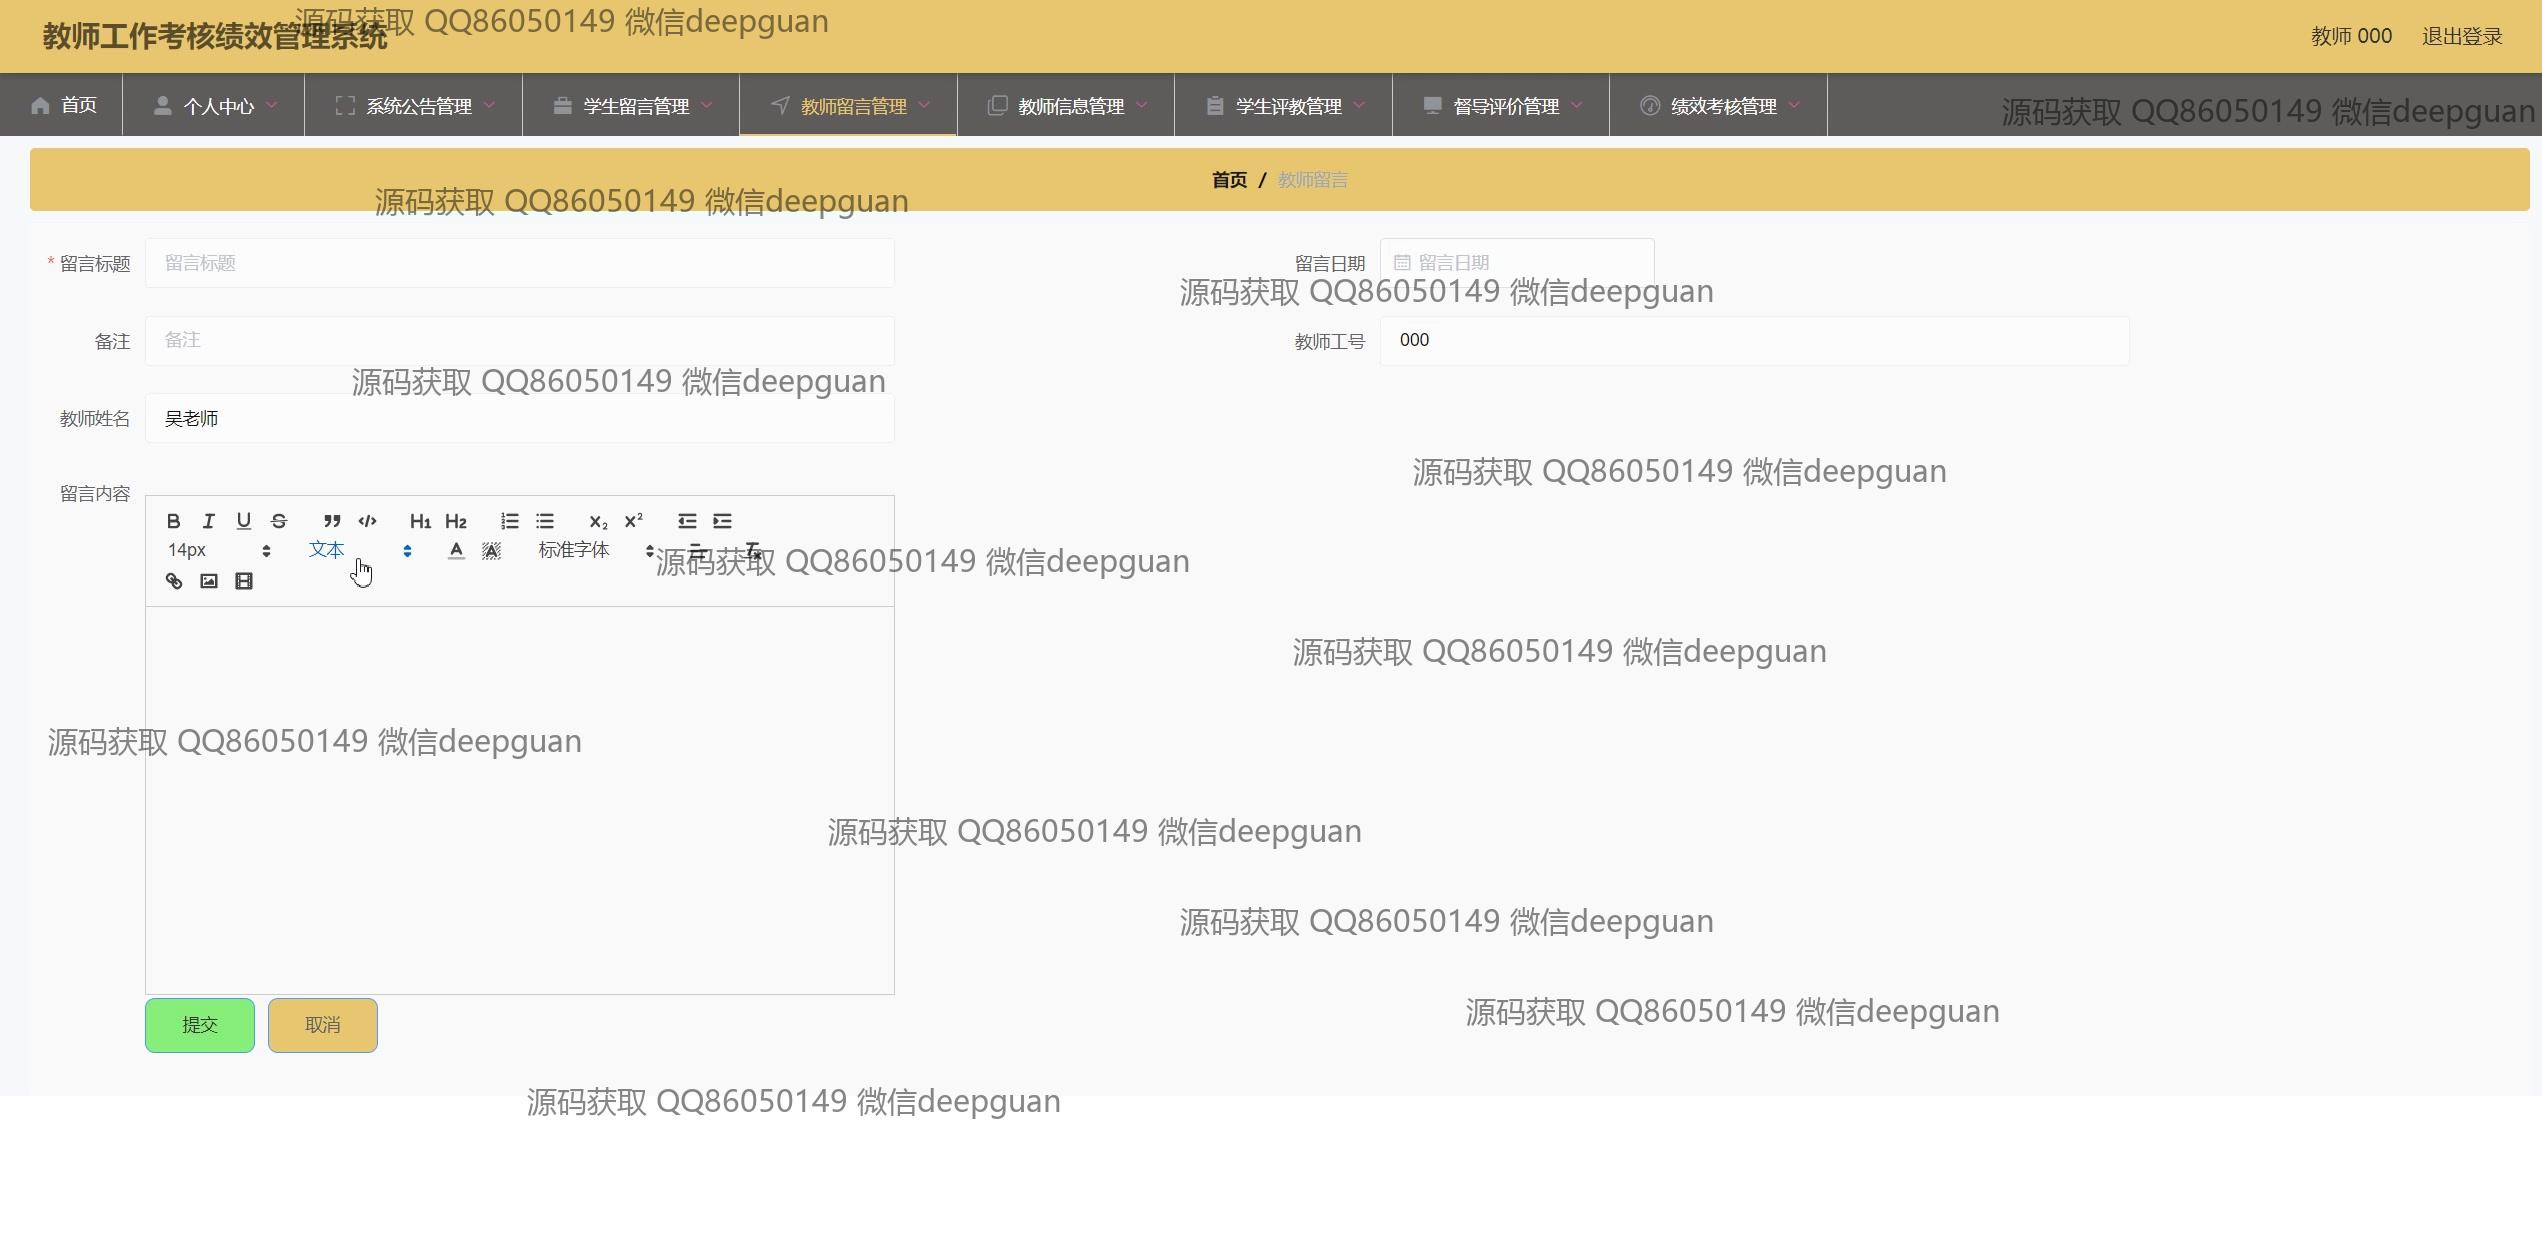 教师工作考核绩效管理系统
源码获取 QQ86050149 微信deepguan
教师 000 退出登录
首页 个人中心 系统公告管理 学生留言管理 教师留言管理 教师信息管理 学生评教管理 督导评价管理 绩效考核管理
源码获取 QQ86050149 微信deepguan
首页 / 教师留言
源码获取 QQ86050149 微信deepguan
* 留言标题 留言标题 留言日期 留言日期
源码获取 QQ86050149 微信deepguan
备注 备注 教师工号 000
源码获取 QQ86050149 微信deepguan
教师姓名 吴老师
源码获取 QQ86050149 微信deepguan
留言内容
B I U S H1 H2 x2 x2
14px 文本 A A 标准字体
源码获取 QQ86050149 微信deepguan
源码获取 QQ86050149 微信deepguan
源码获取 QQ86050149 微信deepguan
源码获取 QQ86050149 微信deepguan
源码获取 QQ86050149 微信deepguan
源码获取 QQ86050149 微信deepguan
提交 取消
源码获取 QQ86050149 微信deepguan